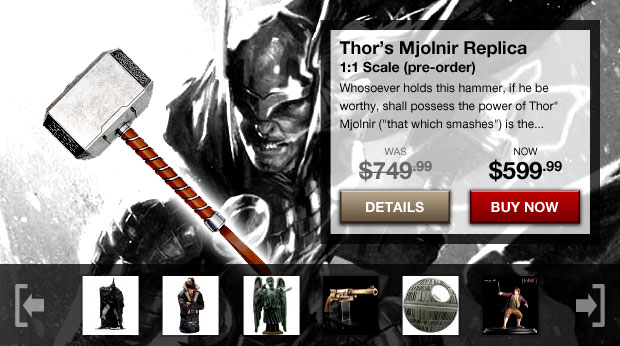 Thor's Mjolnir Replica
1:1 Scale (pre-order)
Whosoever holds this hammer, if he be
worthy, shall possess the power of Thor"
Mjolnir ("that which smashes") is the...
WAS NOW
$749.99 $599.99
DETAILS BUY NOW